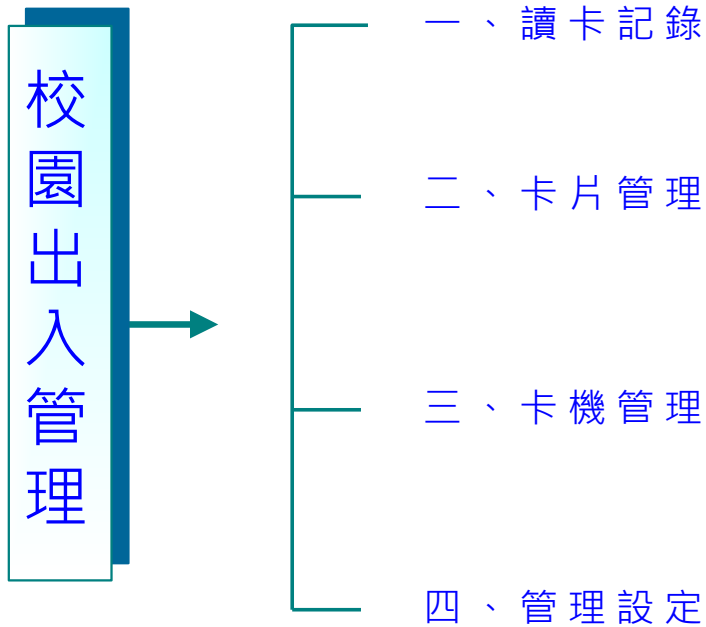 校園出入管理
一、讀卡記錄
二、卡片管理
三、卡機管理
四、管理設定